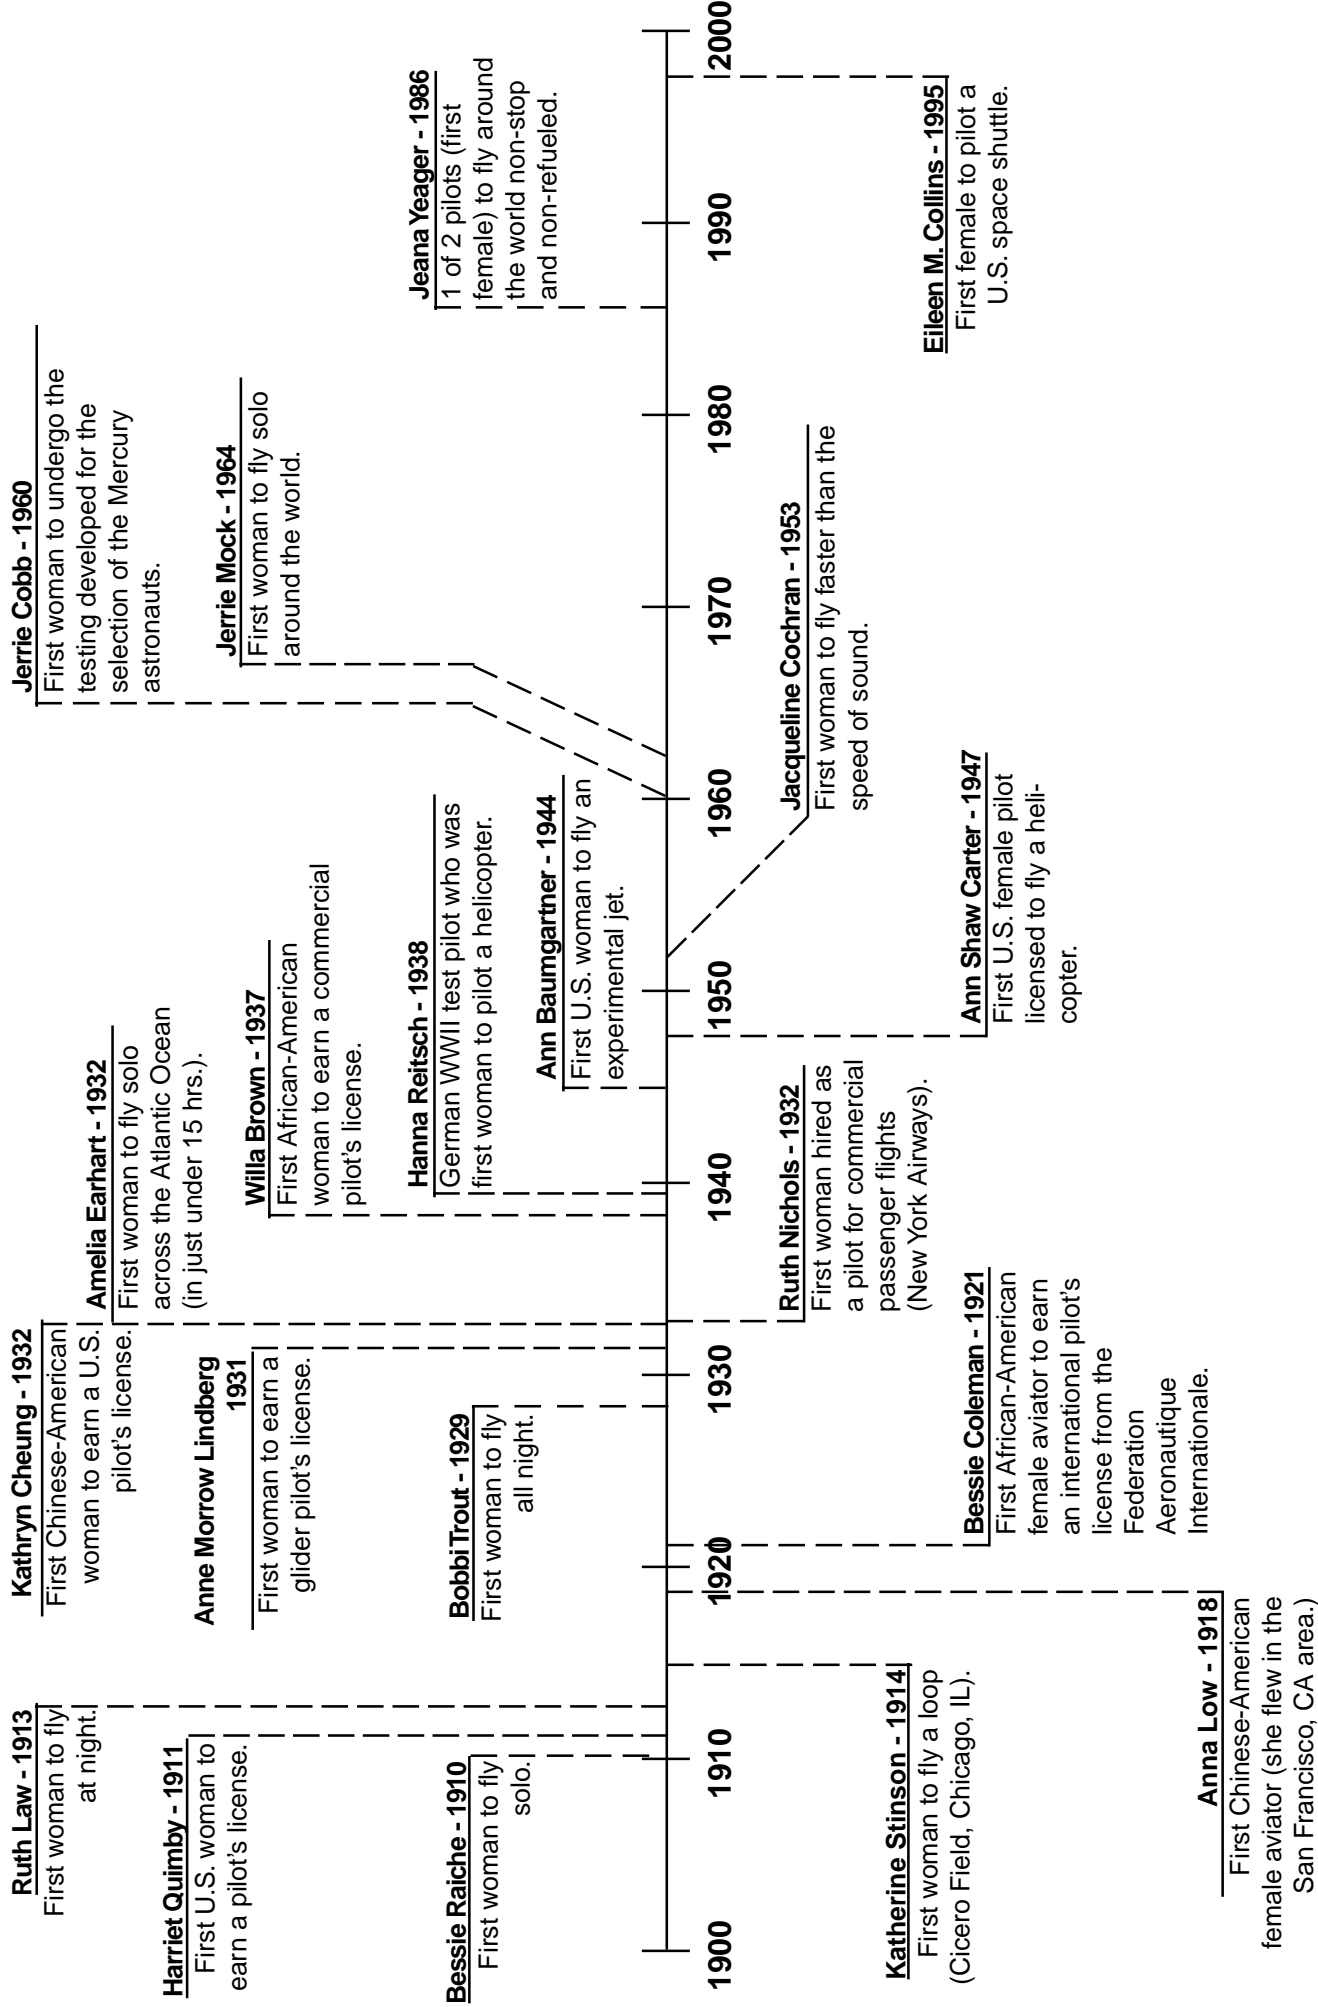 Ruth Law - 1913
First woman to fly
at night.
Harriet Quimby - 1911
First U.S. woman to
earn a pilot's license.
Bessie Raiche - 1910
First woman to fly
solo.
Kathryn Cheung - 1932
First Chinese-American
woman to earn a U.S.
pilot's license.
Amelia Earhart - 1932
First woman to fly solo
across the Atlantic Ocean
(in just under 15 hrs.).
Anne Morrow Lindberg
1931
First woman to earn a
glider pilot's license.
Bobbi Trout - 1929
First woman to fly
all night.
Willa Brown - 1937
First African-American
woman to earn a commercial
pilot's license.
Hanna Reitsch - 1938
German WWII test pilot who was
first woman to pilot a helicopter.
Ann Baumgartner - 1944
First U.S. woman to fly an
experimental jet.
Jerrie Cobb - 1960
First woman to undergo the
testing developed for the
selection of the Mercury
astronauts.
Jerrie Mock - 1964
First woman to fly solo
around the world.
Jeana Yeager - 1986
1 of 2 pilots (first
female) to fly around
the world non-stop
and non-refueled.
1900 1910 1920 1930 1940 1950 1960 1970 1980 1990 2000
Katherine Stinson - 1914
First woman to fly a loop
(Cicero Field, Chicago, IL).
Anna Low - 1918
First Chinese-American
female aviator (she flew in the
San Francisco, CA area.)
Bessie Coleman - 1921
First African-American
female aviator to earn
an international pilot's
license from the
Federation
Aeronautique
Internationale.
Ruth Nichols - 1932
First woman hired as
a pilot for commercial
passenger flights
(New York Airways).
Ann Shaw Carter - 1947
First U.S. female pilot
licensed to fly a heli-
copter.
Jacqueline Cochran - 1953
First woman to fly faster than the
speed of sound.
Eileen M. Collins - 1995
First female to pilot a
U.S. space shuttle.